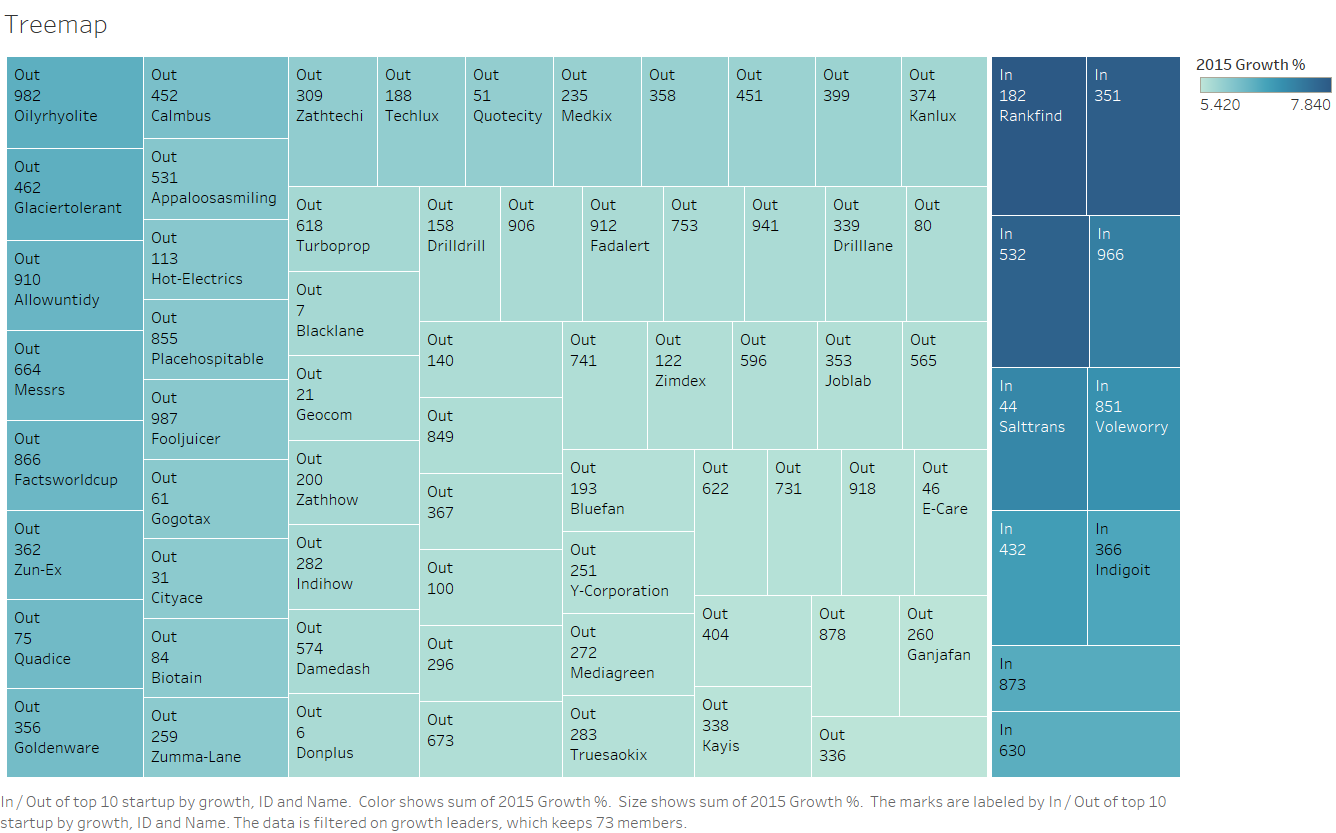 Treemap
Out
982
Oilyrhyolite
Out
462
Glaciertolerant
Out
910
Allowuntidy
Out
664
Messrs
Out
866
Factsworldcup
Out
362
Zun-Ex
Out
75
Quadice
Out
356
Goldenware
Out
452
Calmbus
Out
531
Appaloosasmiling
Out
113
Hot-Electrics
Out
855
Placehospitable
Out
987
Fooljuicer
Out
61
Gogotax
Out
31
Cityace
Out
84
Biotain
Out
259
Zumma-Lane
Out
309
Zathtechi
Out
188
Techlux
Out
51
Quotecity
Out
235
Medkix
Out
358
Out
451
Out
399
Out
374
Kanlux
Out
618
Turboprop
Out
7
Blacklane
Out
21
Geocom
Out
200
Zathhow
Out
282
Indihow
Out
574
Damedash
Out
6
Donplus
Out
158
Drilldrill
Out
906
Out
912
Fadalert
Out
753
Out
941
Out
339
Drilllane
Out
80
Out
140
Out
849
Out
367
Out
100
Out
296
Out
673
Out
741
Out
122
Zimdex
Out
596
Out
353
Joblab
Out
565
Out
193
Bluefan
Out
251
Y-Corporation
Out
272
Mediagreen
Out
283
Truesaokix
Out
622
Out
731
Out
918
Out
46
E-Care
Out
404
Out
338
Kayis
Out
878
Out
260
Ganjafan
Out
336
In
182
Rankfind
In
351
In
532
In
966
In
44
Salttrans
In
851
Voleworry
In
432
In
366
Indigoit
In
873
In
630
2015 Growth %
5.420 7.840
In / Out of top 10 startup by growth, ID and Name.  Color shows sum of 2015 Growth %.  Size shows sum of 2015 Growth %.  The marks are labeled by In / Out of top 10
startup by growth, ID and Name. The data is filtered on growth leaders, which keeps 73 members.